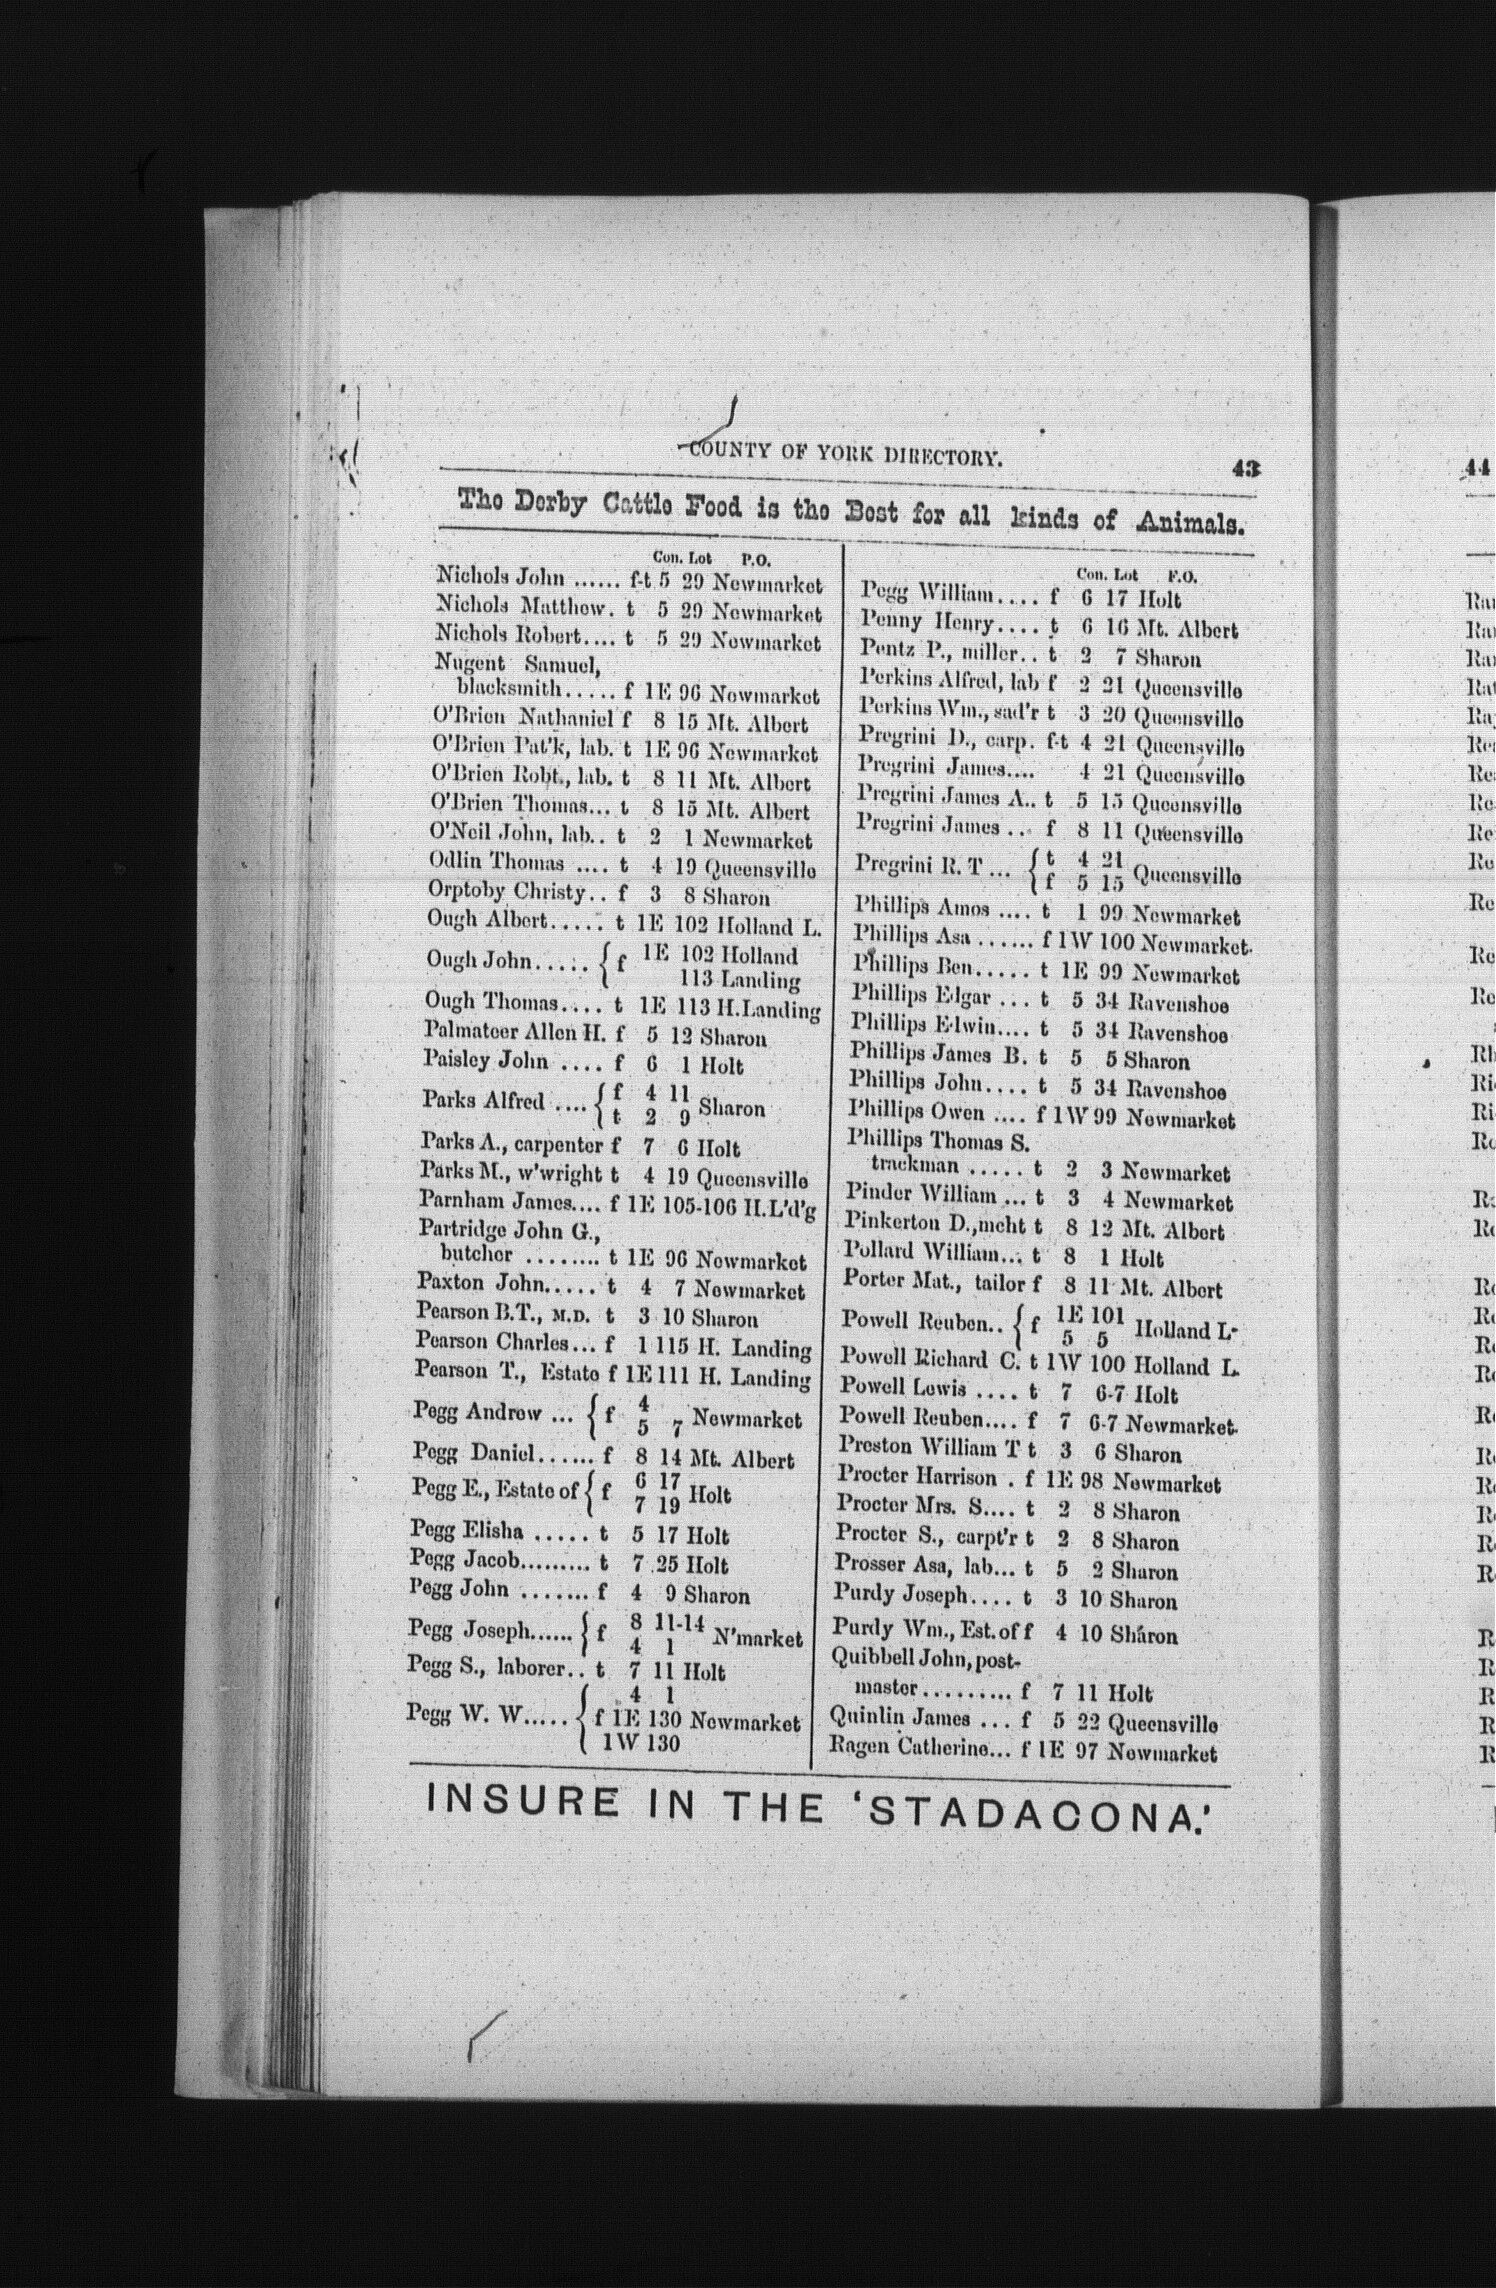 COUNTY OF YORK DIRECTORY. 43
The Derby Cattle Food is the Best for all kinds of Animals.
Con. Lot P.O.
Nichols John ...... f-t 5 29 Newmarket
Nichols Matthew. t 5 29 Newmarket
Nichols Robert.... t 5 29 Newmarket
Nugent Samuel,
blacksmith..... f 1E 96 Newmarket
O'Brien Nathaniel f 8 15 Mt. Albert
O'Brien Pat'k, lab. t 1E 96 Newmarket
O'Brien Robt., lab. t 8 11 Mt. Albert
O'Brien Thomas... t 8 15 Mt. Albert
O'Neil John, lab.. t 2 1 Newmarket
Odlin Thomas .... t 4 19 Queensville
Orptoby Christy.. f 3 8 Sharon
Ough Albert..... t 1E 102 Holland L.
Ough John..... { f 1E 102 Holland
113 Landing
Ough Thomas.... t 1E 113 H.Landing
Palmateer Allen H. f 5 12 Sharon
Paisley John .... f 6 1 Holt
Parks Alfred .... { f 4 11 Sharon
t 2 9
Parks A., carpenter f 7 6 Holt
Parks M., w'wright t 4 19 Queensville
Parnham James.... f 1E 105-106 H.L'd'g
Partridge John G.,
butcher ........ t 1E 96 Newmarket
Paxton John..... t 4 7 Newmarket
Pearson B.T., M.D. t 3 10 Sharon
Pearson Charles... f 1 115 H. Landing
Pearson T., Estate f 1E 111 H. Landing
Pegg Andrew ... { f 4
5 7 Newmarket
Pegg Daniel...... f 8 14 Mt. Albert
Pegg E., Estate of { f 6 17 Holt
7 19
Pegg Elisha ..... t 5 17 Holt
Pegg Jacob......... t 7 25 Holt
Pegg John ....... f 4 9 Sharon
Pegg Joseph...... { f 8 11-14 N'market
4 1
Pegg S., laborer.. t 7 11 Holt
Pegg W. W..... { 4 1
f 1E 130 Newmarket
1W 130
Con. Lot P.O.
Pegg William.... f 6 17 Holt
Penny Henry.... t 6 16 Mt. Albert
Pentz P., miller.. t 2 7 Sharon
Perkins Alfred, lab f 2 21 Queensville
Perkins Wm., sad'r t 3 20 Queensville
Pregrini D., carp. f-t 4 21 Queensville
Pregrini James.... 4 21 Queensville
Pregrini James A.. t 5 15 Queensville
Pregrini James ... f 8 11 Queensville
Pregrini R. T ... { t 4 21 Queensville
f 5 15
Phillips Amos .... t 1 99 Newmarket
Phillips Asa ...... f 1W 100 Newmarket.
Phillips Ben..... t 1E 99 Newmarket
Phillips Edgar ... t 5 34 Ravenshoe
Phillips Edwin.... t 5 34 Ravenshoe
Phillips James B. t 5 5 Sharon
Phillips John.... t 5 34 Ravenshoe
Phillips Owen .... f 1W 99 Newmarket
Phillips Thomas S.
trackman ..... t 2 3 Newmarket
Pinder William ... t 3 4 Newmarket
Pinkerton D.,mcht t 8 12 Mt. Albert
Pollard William... t 8 1 Holt
Porter Mat., tailor f 8 11 Mt. Albert
Powell Reuben.. { f 1E 101 Holland L.
5 5
Powell Richard C. t 1W 100 Holland L.
Powell Lewis .... t 7 6-7 Holt
Powell Reuben.... f 7 6-7 Newmarket.
Preston William T t 3 6 Sharon
Procter Harrison . f 1E 98 Newmarket
Procter Mrs. S.... t 2 8 Sharon
Procter S., carpt'r t 2 8 Sharon
Prosser Asa, lab... t 5 2 Sharon
Purdy Joseph.... t 3 10 Sharon
Purdy Wm., Est. of f 4 10 Sharon
Quibbell John, post-
master......... f 7 11 Holt
Quinlin James ... f 5 22 Queensville
Ragen Catherine... f 1E 97 Newmarket
INSURE IN THE 'STADACONA.'
44